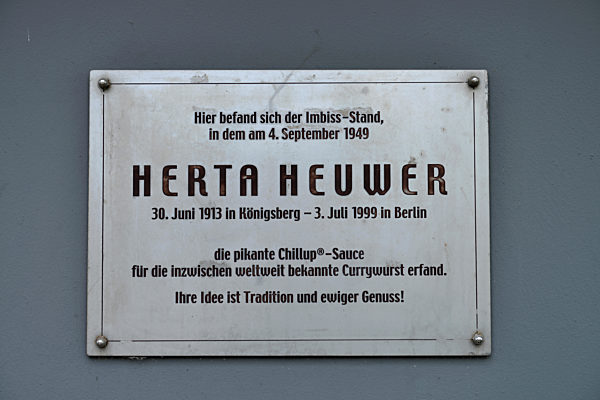 Hier befand sich der Imbiss-Stand,
in dem am 4. September 1949
HERTA HEUWER
30. Juni 1913 in Königsberg – 3. Juli 1999 in Berlin
die pikante Chillup®-Sauce
für die inzwischen weltweit bekannte Currywurst erfand.
Ihre Idee ist Tradition und ewiger Genuss!